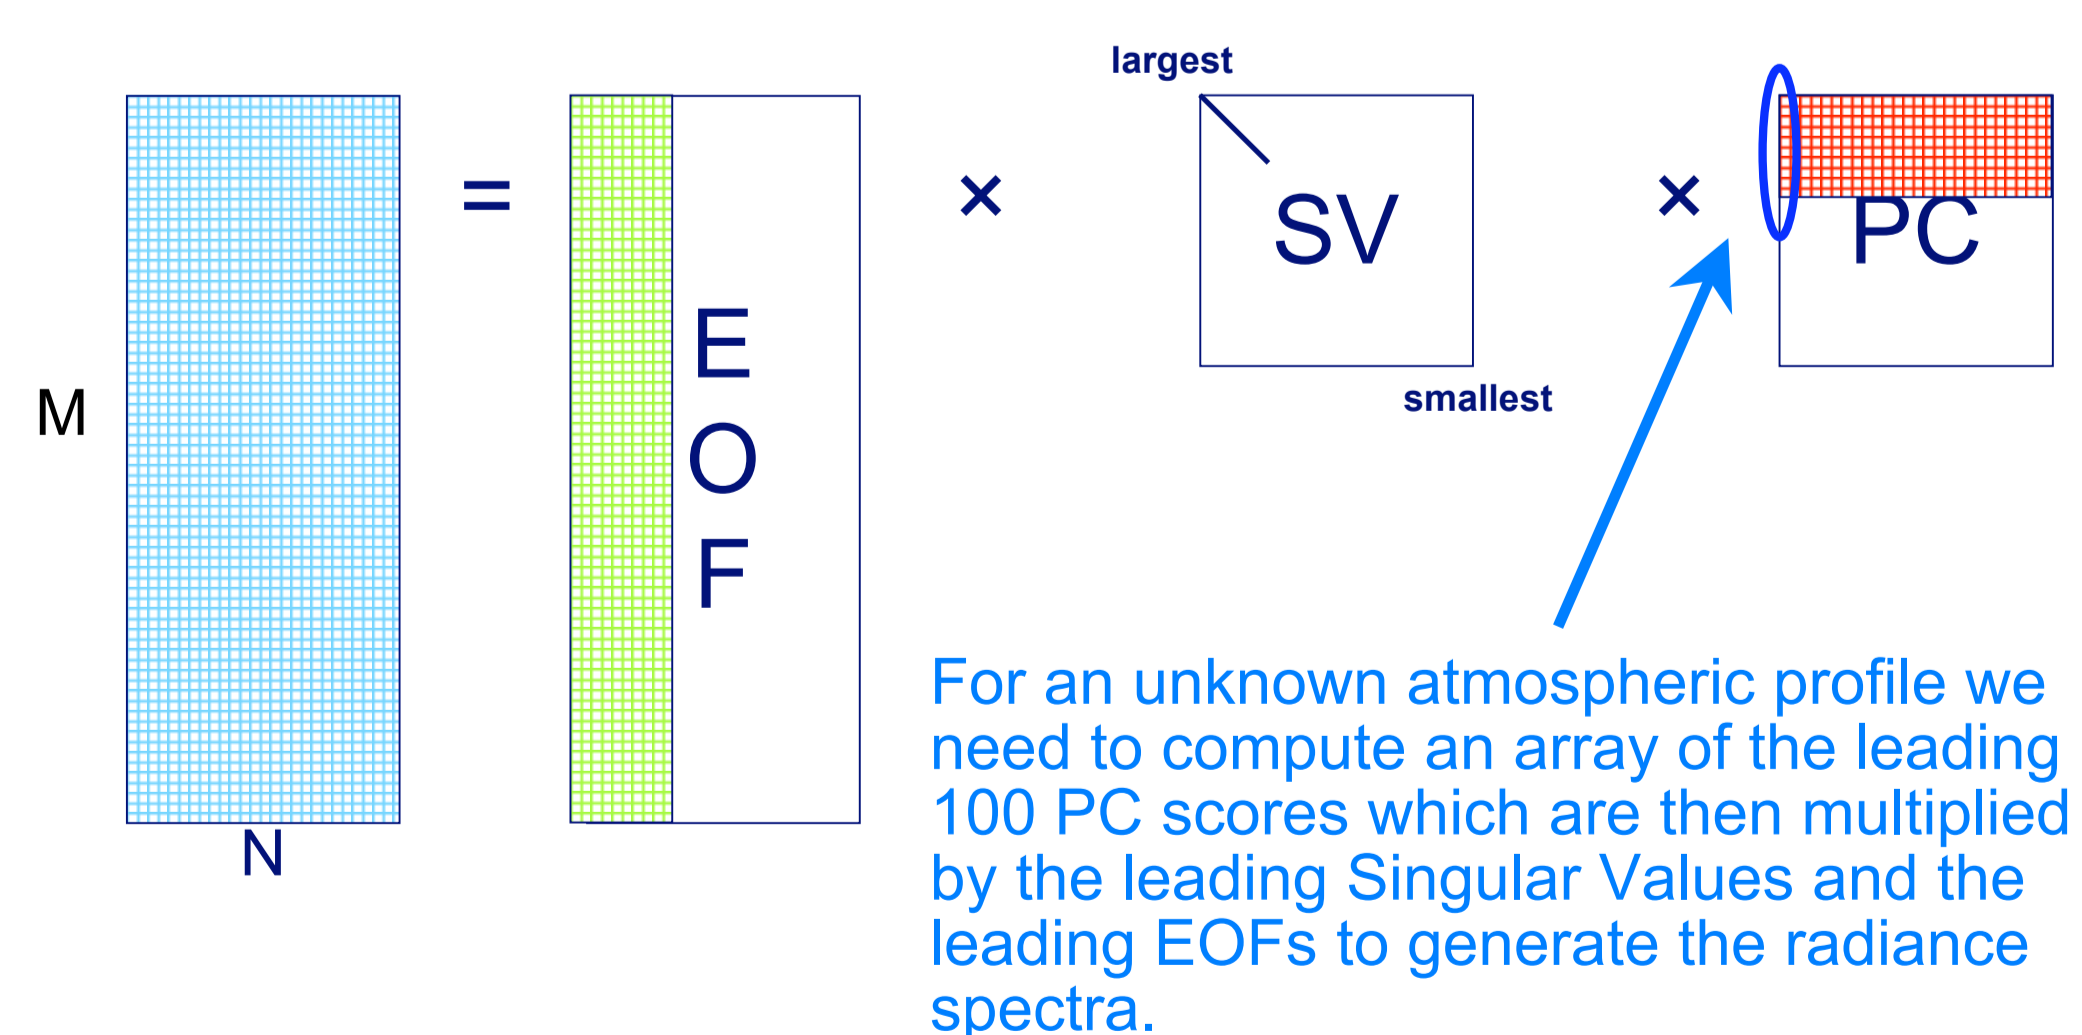 largest
=
×
SV
×
PC
E
O
F
M
smallest
N
For an unknown atmospheric profile we
need to compute an array of the leading
100 PC scores which are then multiplied
by the leading Singular Values and the
leading EOFs to generate the radiance
spectra.